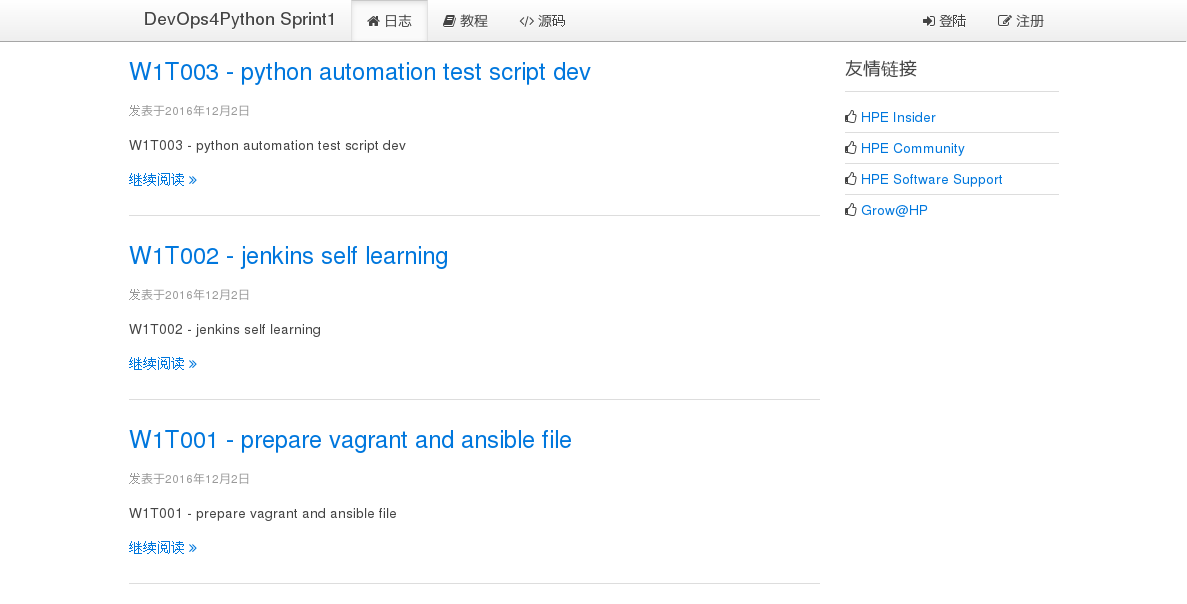 DevOps4Python Sprint1 日志 教程 源码 登陆 注册
W1T003 - python automation test script dev
发表于2016年12月2日
W1T003 - python automation test script dev
继续阅读 »
W1T002 - jenkins self learning
发表于2016年12月2日
W1T002 - jenkins self learning
继续阅读 »
W1T001 - prepare vagrant and ansible file
发表于2016年12月2日
W1T001 - prepare vagrant and ansible file
继续阅读 »
友情链接
HPE Insider
HPE Community
HPE Software Support
Grow@HP